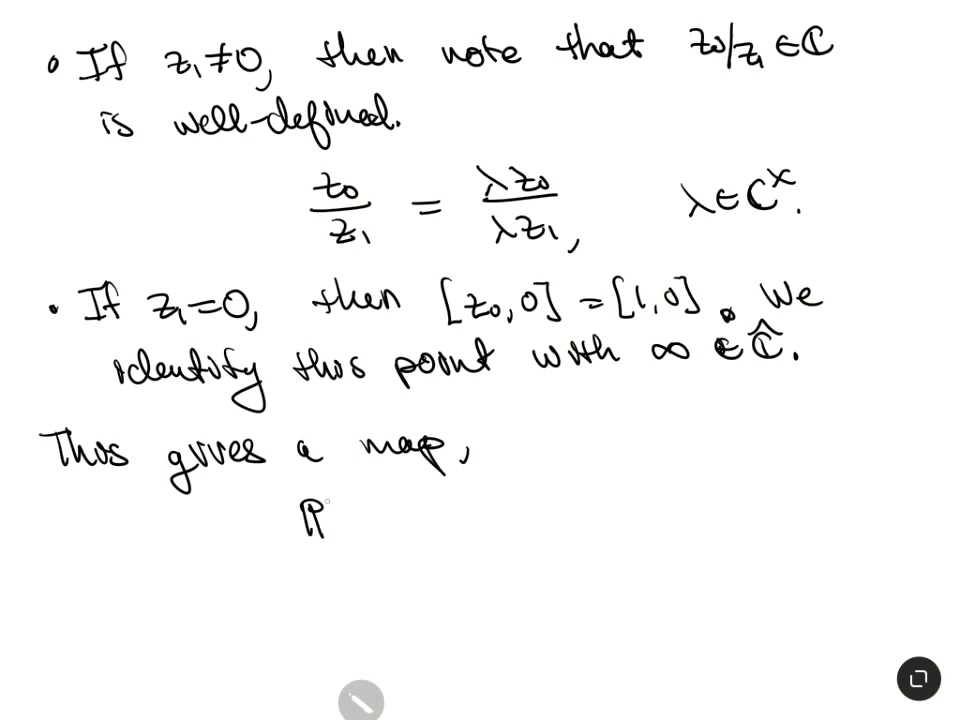 • If z₁≠0, then note that z₀/z₁ ∈ ℂ
is well-defined.
z₀/z₁ = λz₀/λz₁, λ∈ℂˣ.
• If z₁=0, then [z₀,0]=[1,0]. We
identify this point with ∞ ∈ Ĉ.
This gives a map,
ℙ